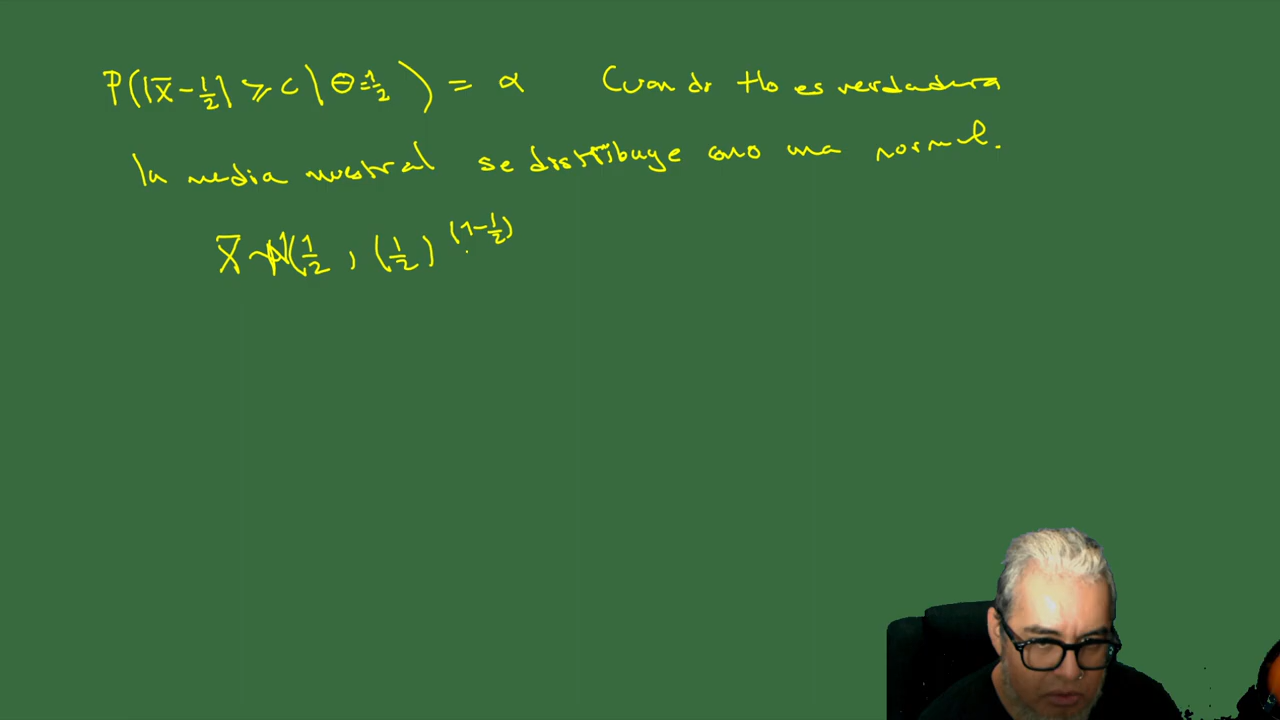 P(|x̄ - 1/2| ≥ c | θ = 1/2) = α Cuando Ho es verdadera
la media muestral se distribuye como una normal.
X̄ ~ N(1/2, (1/2)(1 - 1/2)